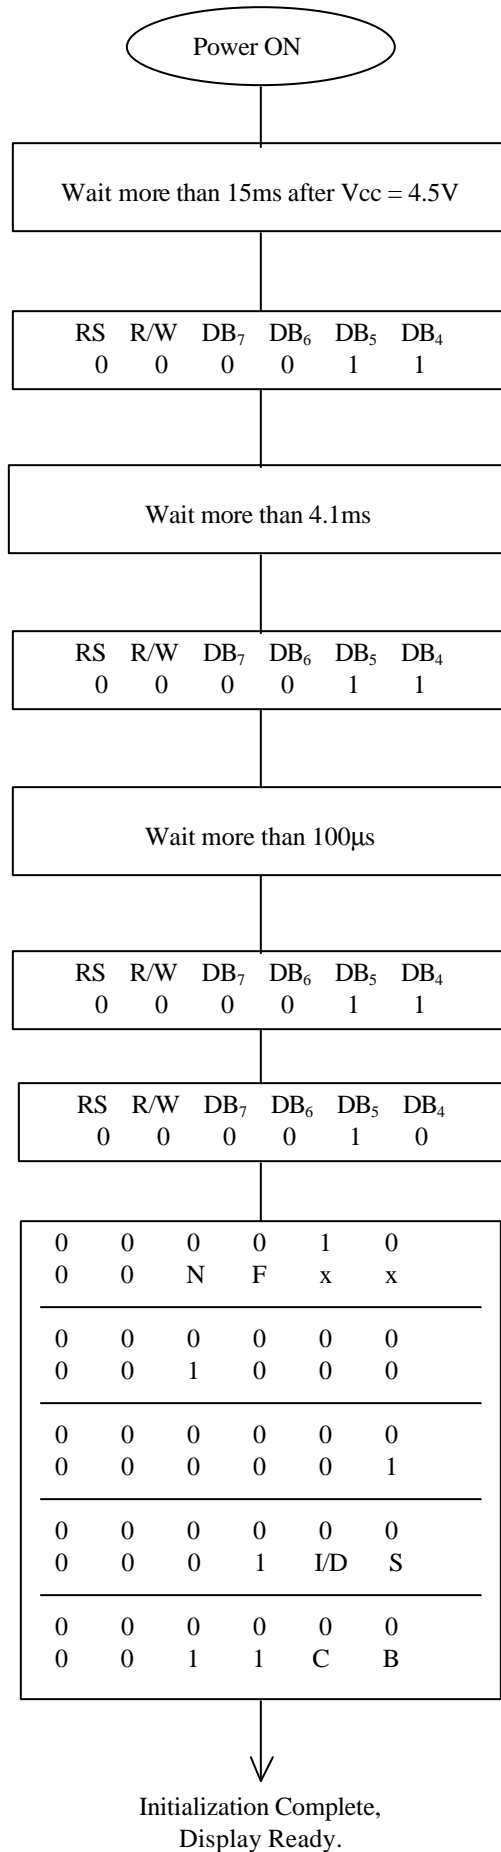 Power ON
Wait more than 15ms after Vcc = 4.5V
RS R/W DB₇ DB₆ DB₅ DB₄
0 0 0 0 1 1
Wait more than 4.1ms
RS R/W DB₇ DB₆ DB₅ DB₄
0 0 0 0 1 1
Wait more than 100µs
RS R/W DB₇ DB₆ DB₅ DB₄
0 0 0 0 1 1
RS R/W DB₇ DB₆ DB₅ DB₄
0 0 0 0 1 0
0 0 0 0 1 0
0 0 N F x x
0 0 0 0 0 0
0 0 1 0 0 0
0 0 0 0 0 0
0 0 0 0 0 1
0 0 0 0 0 0
0 0 0 1 I/D S
0 0 0 0 0 0
0 0 1 1 C B
Initialization Complete,
Display Ready.